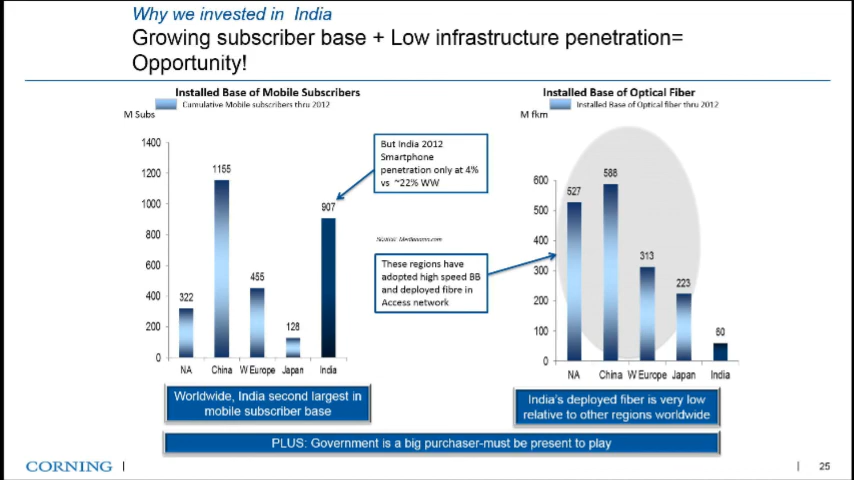 Why we invested in India
Growing subscriber base + Low infrastructure penetration=
Opportunity!
Installed Base of Mobile Subscribers
Cumulative Mobile subscribers thru 2012
M Subs
1400
1200
1000
800
600
400
200
0
322
1155
455
128
907
NA
China
W Europe
Japan
India
But India 2012
Smartphone
penetration only at 4%
vs ~22% WW
These regions have
adopted high speed BB
and deployed fibre in
Access network
Installed Base of Optical Fiber
Installed Base of Optical fiber thru 2012
M fkm
600
500
400
300
200
100
0
527
588
313
223
60
NA
China
W Europe
Japan
India
Worldwide, India second largest in
mobile subscriber base
India's deployed fiber is very low
relative to other regions worldwide
PLUS: Government is a big purchaser-must be present to play
CORNING |
| 25